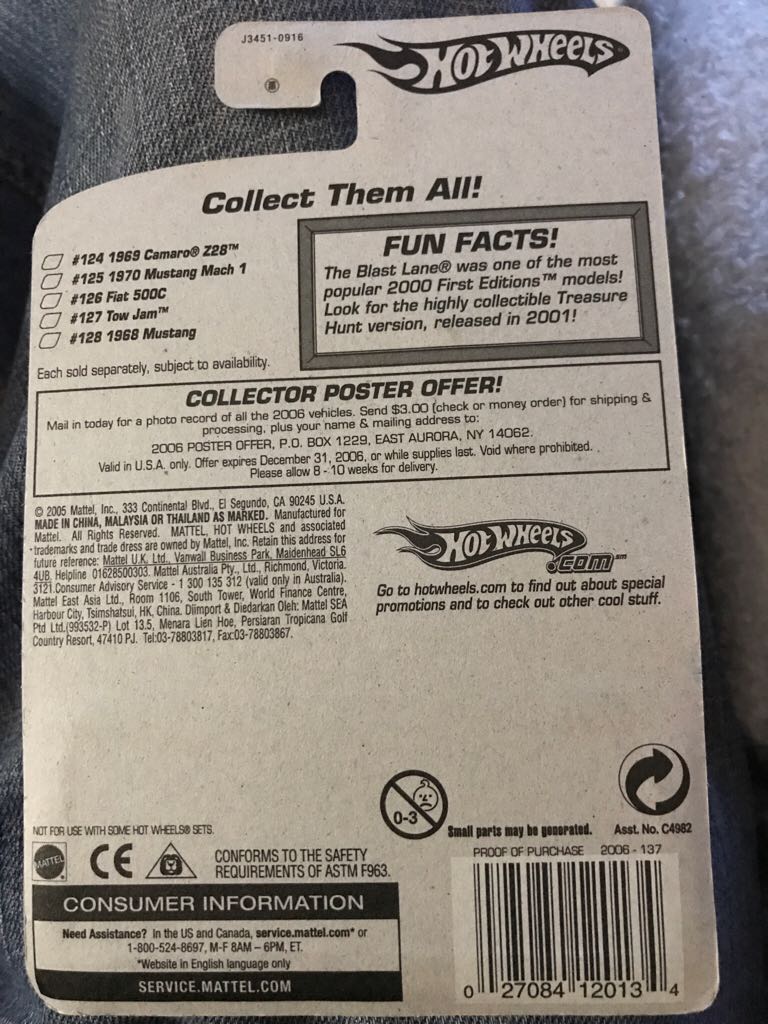 J3451-0916
HOT WHEELS
Collect Them All!
#124 1969 Camaro® Z28™
#125 1970 Mustang Mach 1
#126 Fiat 500C
#127 Tow Jam™
#128 1968 Mustang
Each sold separately, subject to availability.
FUN FACTS!
The Blast Lane® was one of the most
popular 2000 First Editions™ models!
Look for the highly collectible Treasure
Hunt version, released in 2001!
COLLECTOR POSTER OFFER!
Mail in today for a photo record of all the 2006 vehicles. Send $3.00 (check or money order) for shipping &
processing, plus your name & mailing address to:
2006 POSTER OFFER, P.O. BOX 1229, EAST AURORA, NY 14062.
Valid in U.S.A. only. Offer expires December 31, 2006, or while supplies last. Void where prohibited.
Please allow 8 - 10 weeks for delivery.
© 2005 Mattel, Inc., 333 Continental Blvd., El Segundo, CA 90245 U.S.A.
MADE IN CHINA, MALAYSIA OR THAILAND AS MARKED. Manufactured for
Mattel. All Rights Reserved. MATTEL, HOT WHEELS and associated
trademarks and trade dress are owned by Mattel, Inc. Retain this address for
future reference: Mattel U.K. Ltd., Vanwall Business Park, Maidenhead SL6
4UB. Helpline 01628500303. Mattel Australia Pty., Ltd., Richmond, Victoria.
3121.Consumer Advisory Service - 1 300 135 312 (valid only in Australia).
Mattel East Asia Ltd., Room 1106, South Tower, World Finance Centre,
Harbour City, Tsimshatsui, HK, China. Diimport & Diedarkan Oleh: Mattel SEA
Ptd Ltd.(993532-P) Lot 13.5, Menara Lien Hoe, Persiaran Tropicana Golf
Country Resort, 47410 PJ. Tel:03-78803817, Fax:03-78803867.
HOT WHEELS
.COM℠
Go to hotwheels.com to find out about special
promotions and to check out other cool stuff.
0-3
Small parts may be generated.
Asst. No. C4982
NOT FOR USE WITH SOME HOT WHEELS® SETS.
MATTEL
CE
CONFORMS TO THE SAFETY
REQUIREMENTS OF ASTM F963.
PROOF OF PURCHASE 2006 - 137
CONSUMER INFORMATION
Need Assistance? In the US and Canada, service.mattel.com* or
1-800-524-8697, M-F 8AM – 6PM, ET.
*Website in English language only
SERVICE.MATTEL.COM
0 27084 12013 4